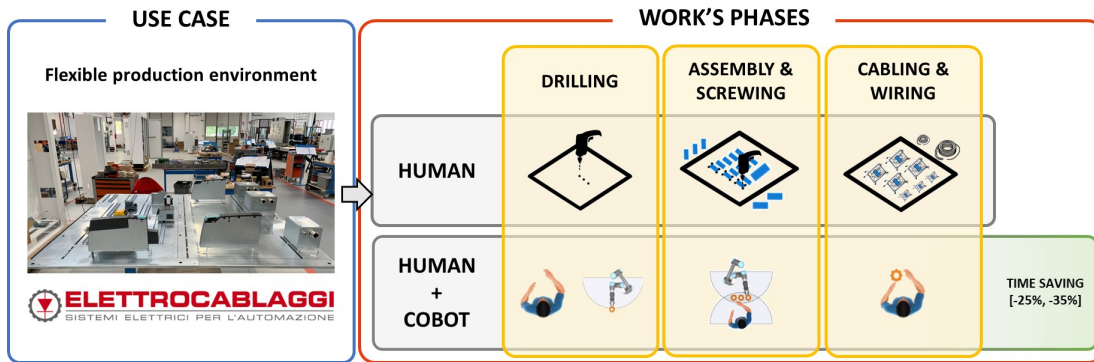 USE CASE
Flexible production environment
ELETTROCABLAGGI
SISTEMI ELETTRICI PER L'AUTOMAZIONE
WORK'S PHASES
DRILLING
ASSEMBLY &
SCREWING
CABLING &
WIRING
HUMAN
HUMAN
+
COBOT
TIME SAVING
[-25%, -35%]